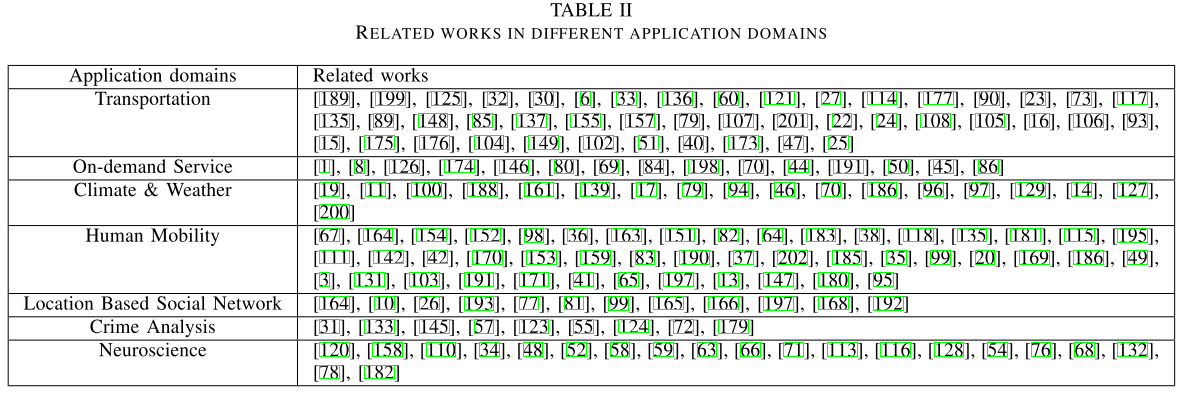 TABLE II
RELATED WORKS IN DIFFERENT APPLICATION DOMAINS
Application domains Related works
Transportation [189], [199], [125], [32], [30], [6], [33], [136], [60], [121], [27], [114], [177], [90], [23], [73], [117],
[135], [89], [148], [85], [137], [155], [157], [79], [107], [201], [22], [24], [108], [105], [16], [106], [93],
[15], [175], [176], [104], [149], [102], [51], [40], [173], [47], [25]
On-demand Service [1], [8], [126], [174], [146], [80], [69], [84], [198], [70], [44], [191], [50], [45], [86]
Climate & Weather [19], [11], [100], [188], [161], [139], [17], [79], [94], [46], [70], [186], [96], [97], [129], [14], [127],
[200]
Human Mobility [67], [164], [154], [152], [98], [36], [163], [151], [82], [64], [183], [38], [118], [135], [181], [115], [195],
[111], [142], [42], [170], [153], [159], [83], [190], [37], [202], [185], [35], [99], [20], [169], [186], [49],
[3], [131], [103], [191], [171], [41], [65], [197], [13], [147], [180], [95]
Location Based Social Network [164], [10], [26], [193], [77], [81], [99], [165], [166], [197], [168], [192]
Crime Analysis [31], [133], [145], [57], [123], [55], [124], [72], [179]
Neuroscience [120], [158], [110], [34], [48], [52], [58], [59], [63], [66], [71], [113], [116], [128], [54], [76], [68], [132],
[78], [182]